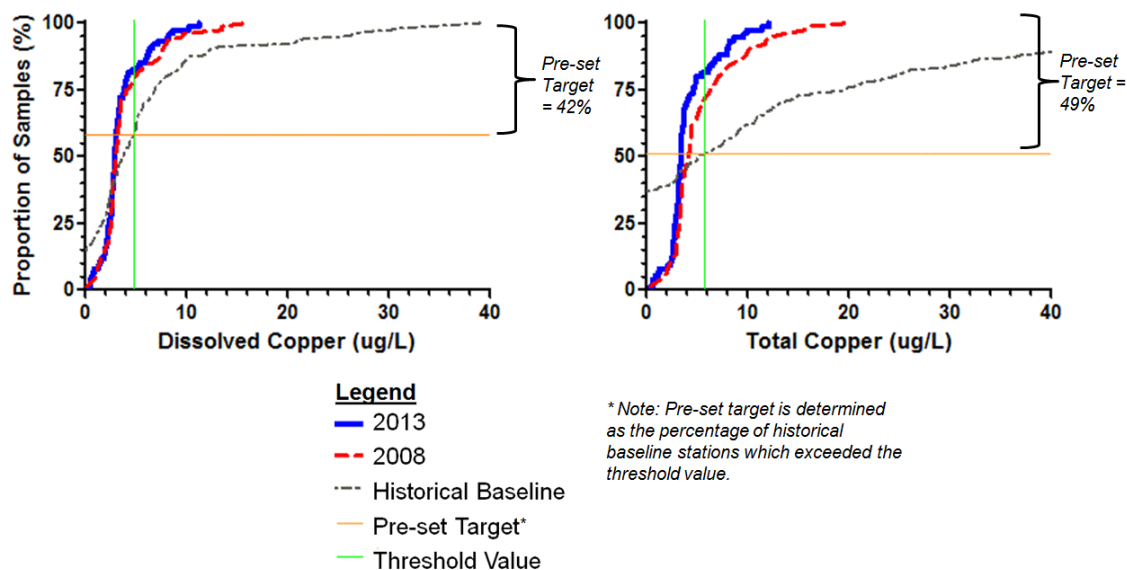 Proportion of Samples (%)
100
75
50
25
0
0
10
20
30
40
Dissolved Copper (ug/L)
Pre-set
Target
= 42%
100
75
50
25
0
0
10
20
30
40
Total Copper (ug/L)
Pre-set
Target =
49%
Legend
2013
2008
Historical Baseline
Pre-set Target*
Threshold Value
* Note: Pre-set target is determined
as the percentage of historical
baseline stations which exceeded the
threshold value.